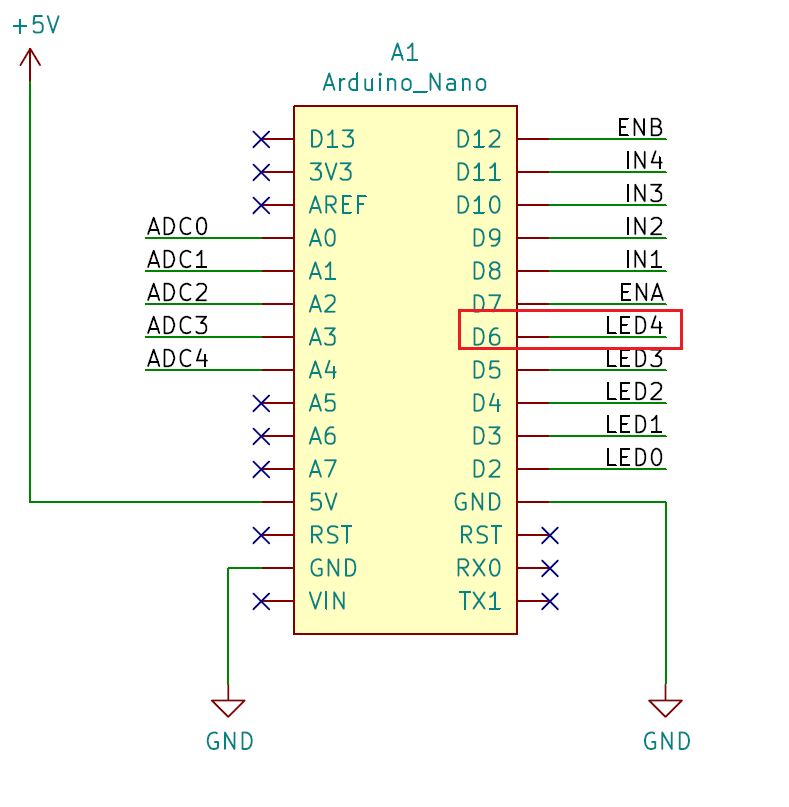 +5V
A1
Arduino_Nano
D13 D12 ENB
3V3 D11 IN4
AREF D10 IN3
ADC0 A0 D9 IN2
ADC1 A1 D8 IN1
ADC2 A2 D7 ENA
ADC3 A3 D6 LED4
ADC4 A4 D5 LED3
A5 D4 LED2
A6 D3 LED1
A7 D2 LED0
5V GND
RST RST
GND RX0
VIN TX1
GND GND